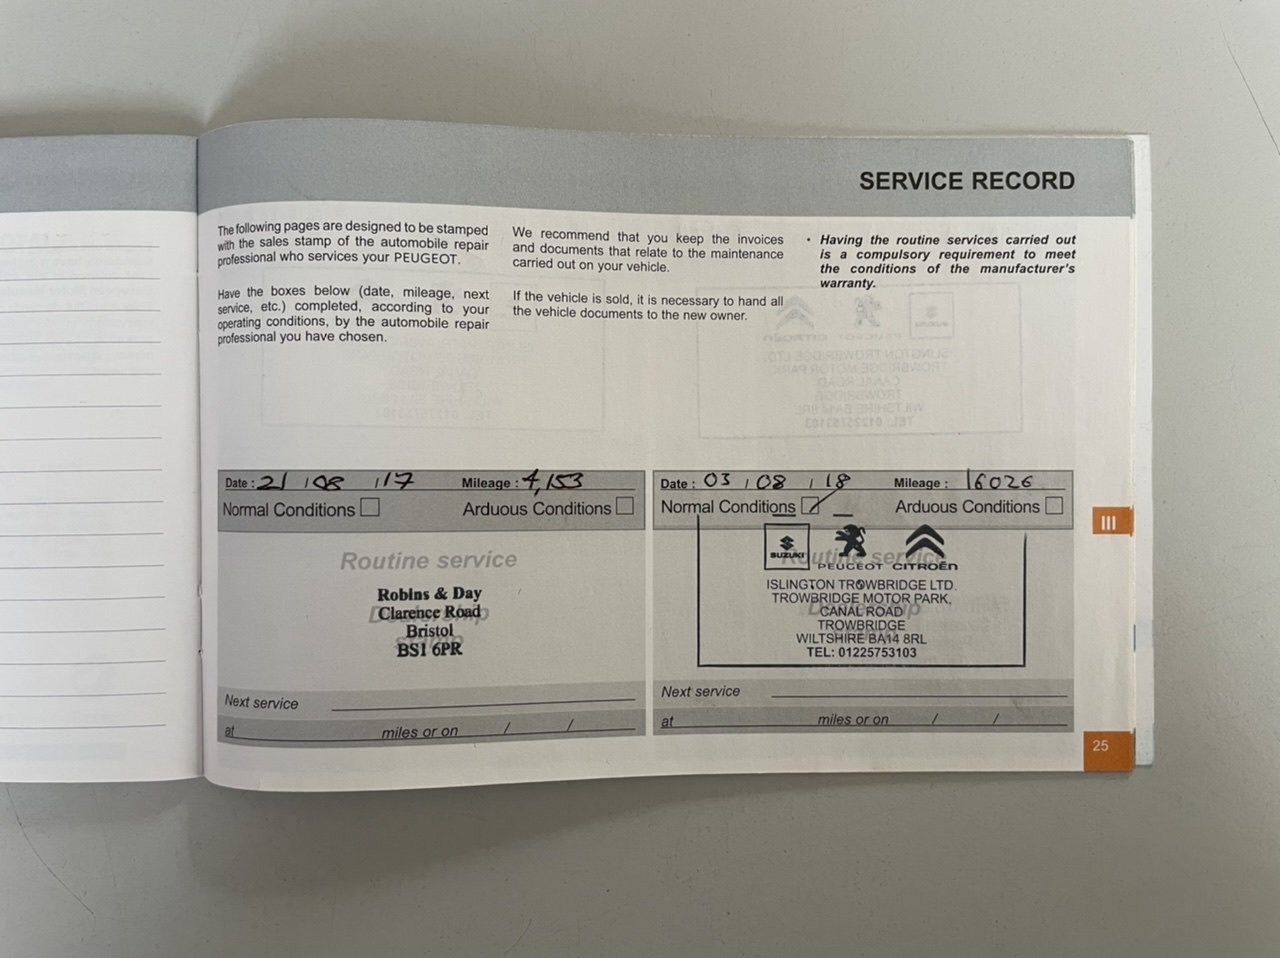 SERVICE RECORD
The following pages are designed to be stamped
with the sales stamp of the automobile repair
professional who services your PEUGEOT.
Have the boxes below (date, mileage, next
service, etc.) completed, according to your
operating conditions, by the automobile repair
professional you have chosen.
We recommend that you keep the invoices
and documents that relate to the maintenance
carried out on your vehicle.
If the vehicle is sold, it is necessary to hand all
the vehicle documents to the new owner.
• Having the routine services carried out
is a compulsory requirement to meet
the conditions of the manufacturer's
warranty.
Date : 21 / 08 / 17 Mileage : 4,153
Normal Conditions Arduous Conditions
Routine service
Dealership
stamp
Robins & Day
Clarence Road
Bristol
BS1 6PR
Next service
at miles or on / /
Date : 03 / 08 / 18 Mileage : 16026
Normal Conditions Arduous Conditions
Routine service
Dealership
SUZUKI PEUGEOT CITROËN
ISLINGTON TROWBRIDGE LTD.
TROWBRIDGE MOTOR PARK,
CANAL ROAD
TROWBRIDGE
WILTSHIRE BA14 8RL
TEL: 01225753103
Next service
at miles or on / /
III
25